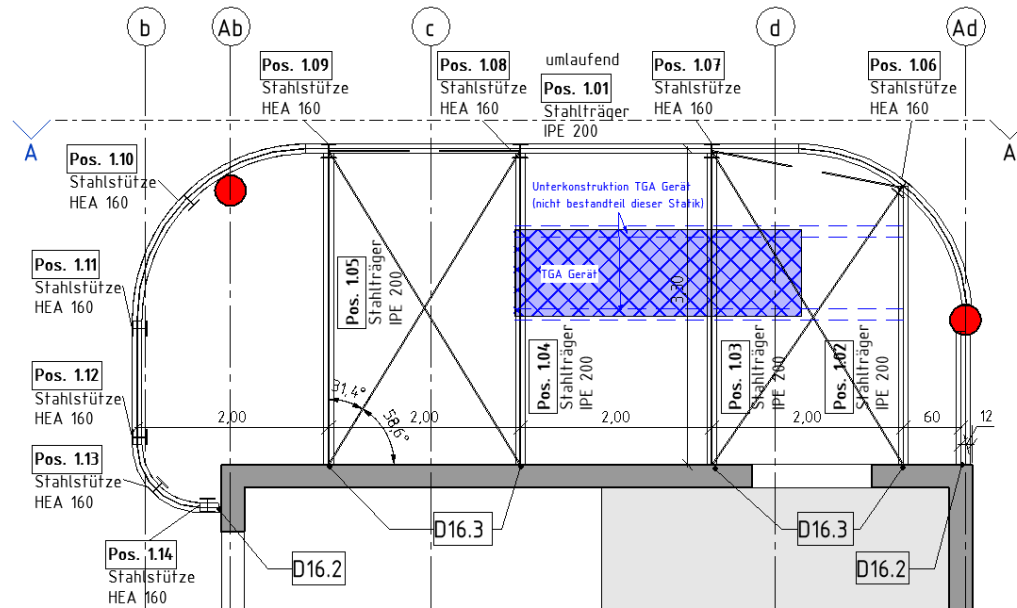 b
Ab
c
d
Ad
Pos. 1.09
Stahlstütze
HEA 160
Pos. 1.08
Stahlstütze
HEA 160
umlaufend
Pos. 1.01
Stahlträger
IPE 200
Pos. 1.07
Stahlstütze
HEA 160
Pos. 1.06
Stahlstütze
HEA 160
A
A
Pos. 1.10
Stahlstütze
HEA 160
Unterkonstruktion TGA Gerät
(nicht bestandteil dieser Statik)
TGA Gerät
Pos. 1.11
Stahlstütze
HEA 160
Pos. 1.05
Stahlträger
IPE 200
3,30
Pos. 1.04
Stahlträger
IPE 200
Pos. 1.03
Stahlträger
IPE 200
Pos. 1.02
Stahlträger
IPE 200
Pos. 1.12
Stahlstütze
HEA 160
31,4°
58,6°
2,00
2,00
2,00
2,00
60
12
Pos. 1.13
Stahlstütze
HEA 160
D16.3
D16.3
Pos. 1.14
Stahlstütze
HEA 160
D16.2
D16.2